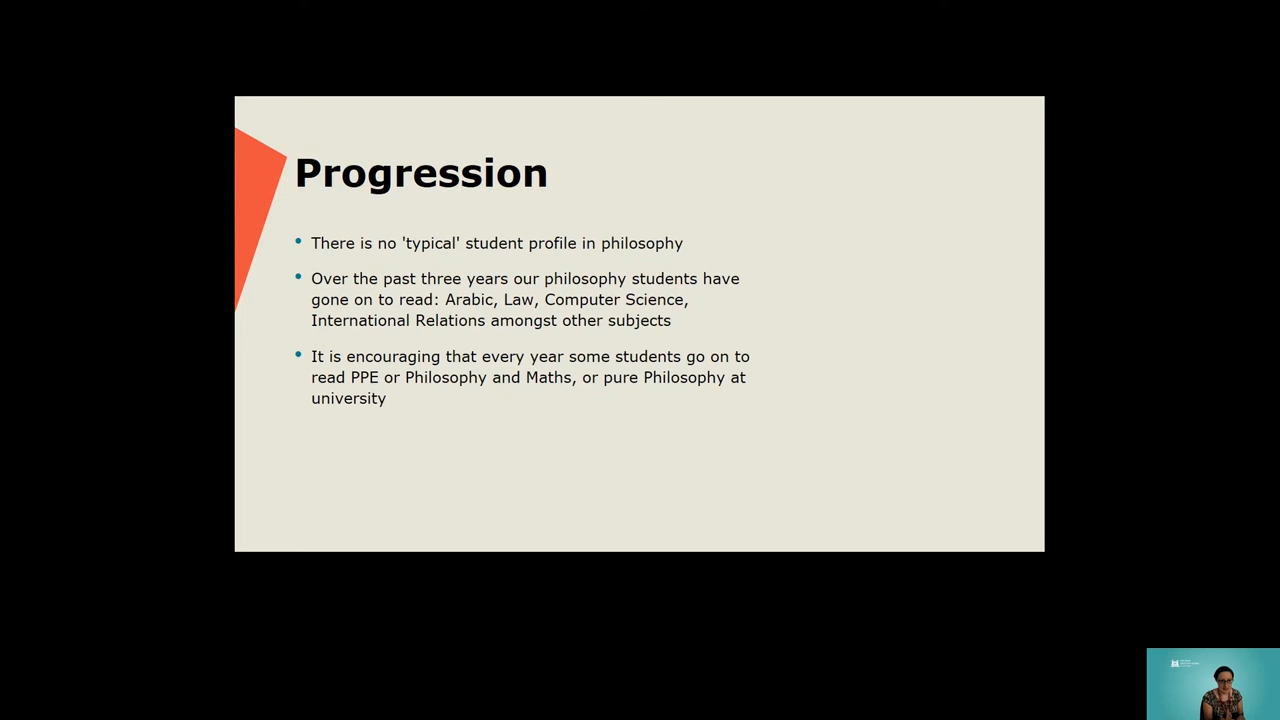 Progression
• There is no 'typical' student profile in philosophy
• Over the past three years our philosophy students have
gone on to read: Arabic, Law, Computer Science,
International Relations amongst other subjects
• It is encouraging that every year some students go on to
read PPE or Philosophy and Maths, or pure Philosophy at
university